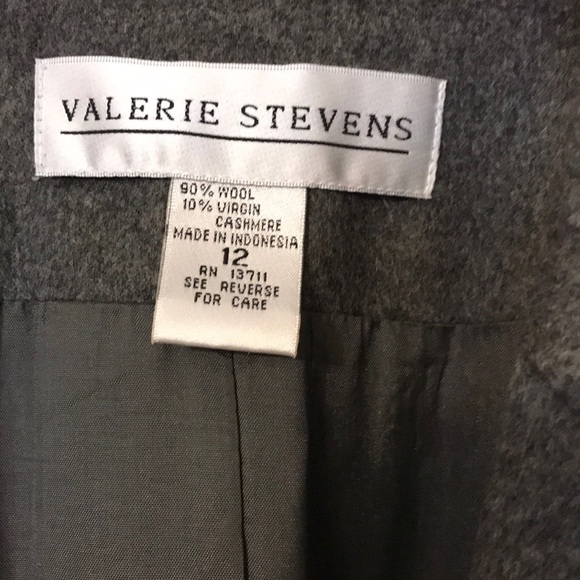 VALERIE STEVENS
90% WOOL
10% VIRGIN
CASHMERE
MADE IN INDONESIA
12
RN 13711
SEE REVERSE
FOR CARE